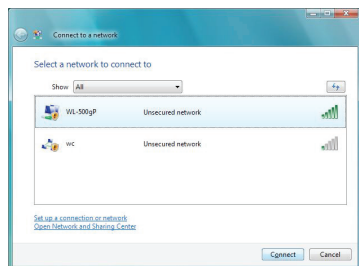 Connect to a network
Select a network to connect to
Show All
WL-500gP Unsecured network
wc Unsecured network
Set up a connection or network
Open Network and Sharing Center
Connect Cancel